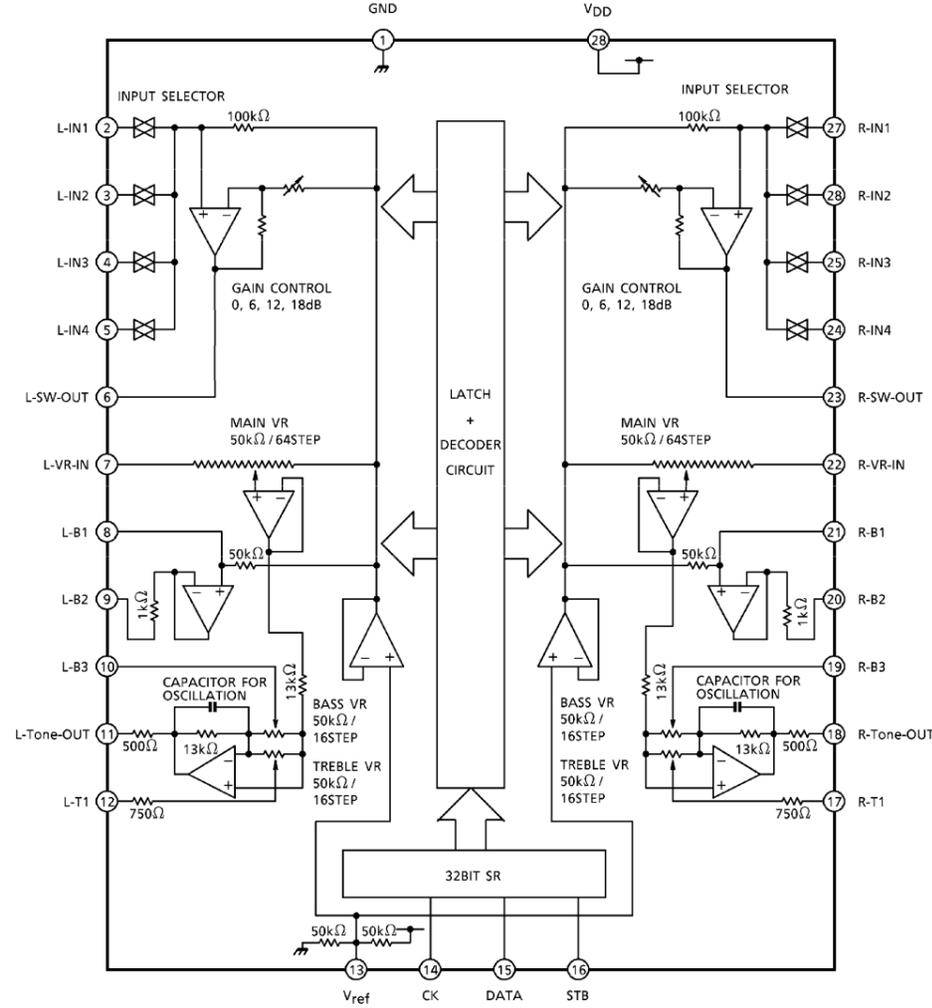 GND
VDD
1
28
INPUT SELECTOR
INPUT SELECTOR
L-IN1 2
100kΩ
100kΩ
27 R-IN1
L-IN2 3
28 R-IN2
+ −
− +
L-IN3 4
25 R-IN3
GAIN CONTROL
0, 6, 12, 18dB
GAIN CONTROL
0, 6, 12, 18dB
L-IN4 5
24 R-IN4
L-SW-OUT 6
23 R-SW-OUT
LATCH
+
DECODER
CIRCUIT
MAIN VR
50kΩ/64STEP
MAIN VR
50kΩ/64STEP
L-VR-IN 7
22 R-VR-IN
+ −
− +
L-B1 8
21 R-B1
50kΩ
50kΩ
L-B2 9
1kΩ
− +
+ −
1kΩ
20 R-B2
− +
+ −
L-B3 10
19 R-B3
13kΩ
13kΩ
CAPACITOR FOR
OSCILLATION
CAPACITOR FOR
OSCILLATION
BASS VR
50kΩ/
16STEP
BASS VR
50kΩ/
16STEP
L-Tone-OUT 11
500Ω
13kΩ
13kΩ
500Ω
18 R-Tone-OUT
−
+
−
+
TREBLE VR
50kΩ/
16STEP
TREBLE VR
50kΩ/
16STEP
L-T1 12
750Ω
750Ω
17 R-T1
32BIT SR
50kΩ 50kΩ
13
14
15
16
Vref
CK
DATA
STB